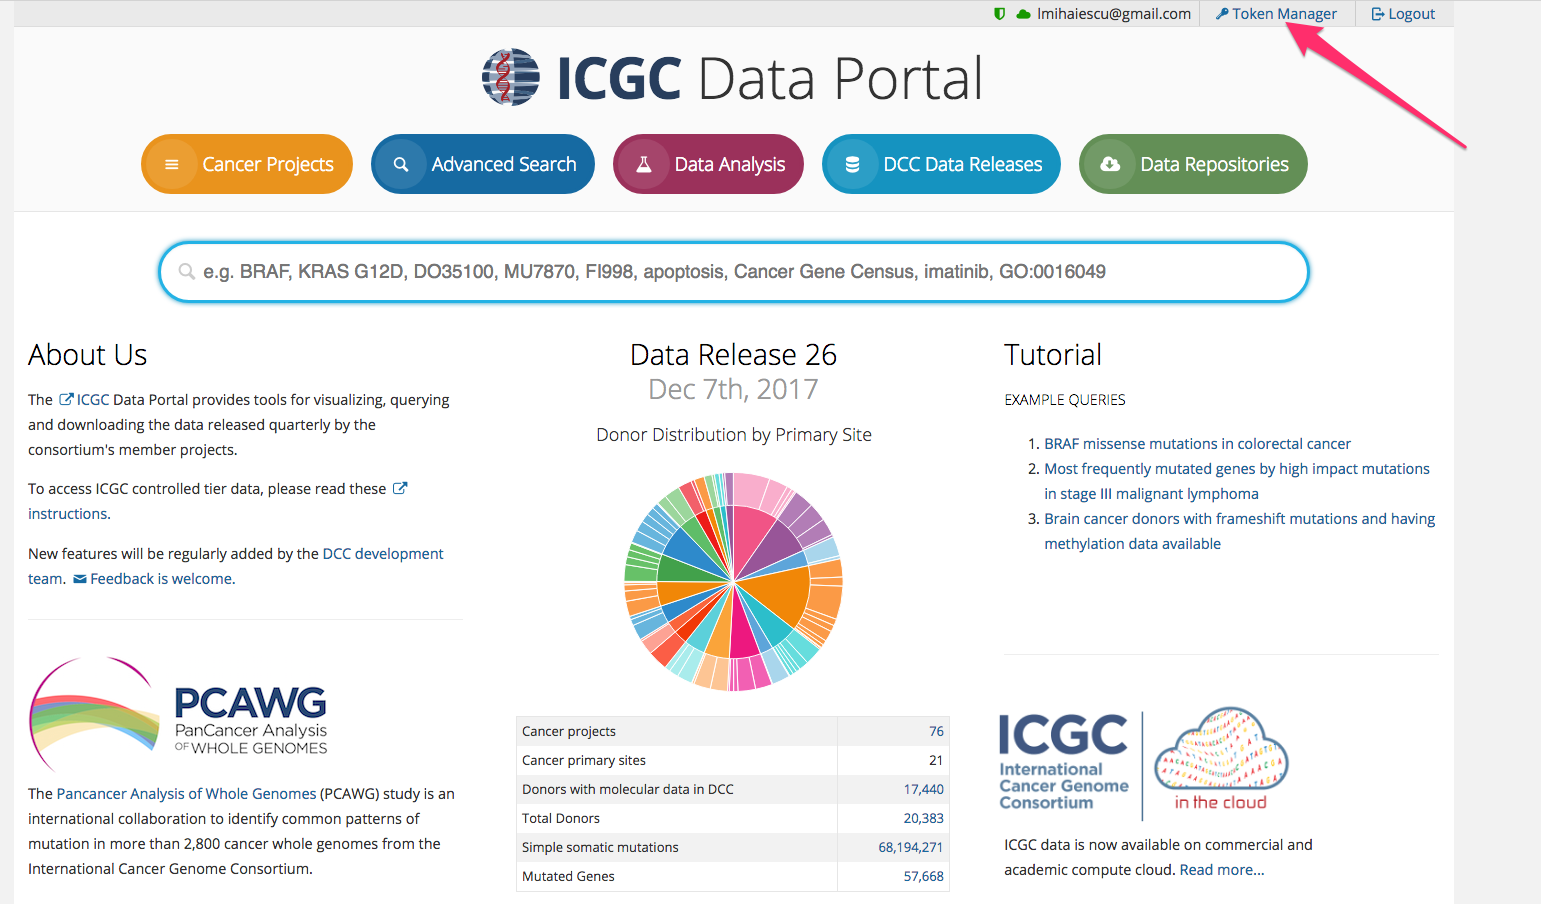 lmihaiescu@gmail.com Token Manager Logout
ICGC Data Portal
Cancer Projects Advanced Search Data Analysis DCC Data Releases Data Repositories
e.g. BRAF, KRAS G12D, DO35100, MU7870, FI998, apoptosis, Cancer Gene Census, imatinib, GO:0016049
About Us
The ICGC Data Portal provides tools for visualizing, querying
and downloading the data released quarterly by the
consortium's member projects.
To access ICGC controlled tier data, please read these
instructions.
New features will be regularly added by the DCC development
team. Feedback is welcome.
PCAWG
PanCancer Analysis
OF WHOLE GENOMES
The Pancancer Analysis of Whole Genomes (PCAWG) study is an
international collaboration to identify common patterns of
mutation in more than 2,800 cancer whole genomes from the
International Cancer Genome Consortium.
Data Release 26
Dec 7th, 2017
Donor Distribution by Primary Site
Cancer projects 76
Cancer primary sites 21
Donors with molecular data in DCC 17,440
Total Donors 20,383
Simple somatic mutations 68,194,271
Mutated Genes 57,668
Tutorial
EXAMPLE QUERIES
1. BRAF missense mutations in colorectal cancer
2. Most frequently mutated genes by high impact mutations
in stage III malignant lymphoma
3. Brain cancer donors with frameshift mutations and having
methylation data available
ICGC
International
Cancer Genome
Consortium
in the cloud
ICGC data is now available on commercial and
academic compute cloud. Read more...